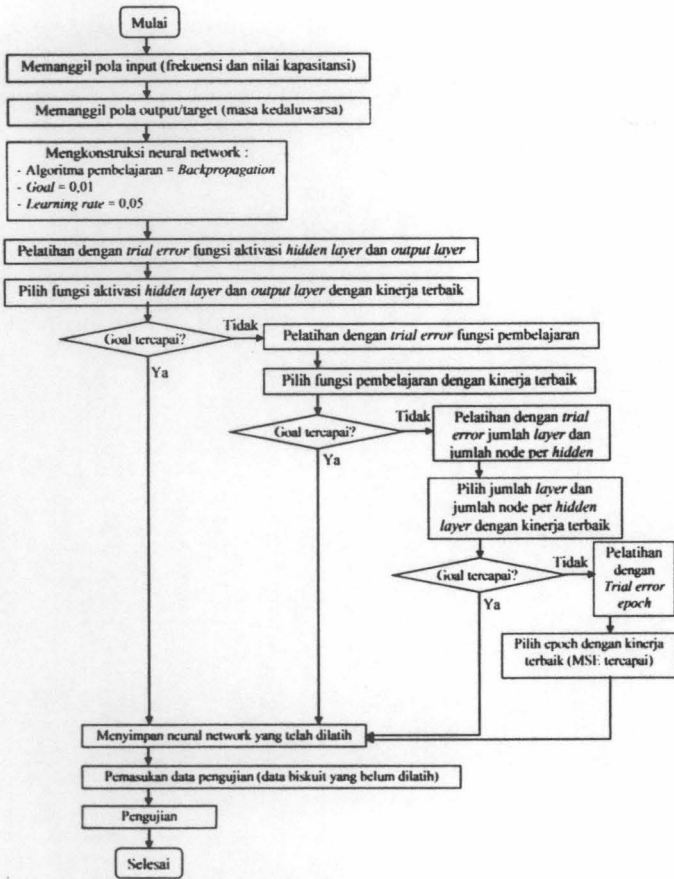 Mulai
Memanggil pola input (frekuensi dan nilai kapasitansi)
Memanggil pola output/target (masa kedaluwarsa)
Mengkonstruksi neural network :
- Algoritma pembelajaran = Backpropagation
- Goal = 0,01
- Learning rate = 0,05
Pelatihan dengan trial error fungsi aktivasi hidden layer dan output layer
Pilih fungsi aktivasi hidden layer dan output layer dengan kinerja terbaik
Goal tercapai?
Tidak
Ya
Pelatihan dengan trial error fungsi pembelajaran
Pilih fungsi pembelajaran dengan kinerja terbaik
Goal tercapai?
Tidak
Ya
Pelatihan dengan trial
error jumlah layer dan
jumlah node per hidden
Pilih jumlah layer dan
jumlah node per hidden
layer dengan kinerja terbaik
Goal tercapai?
Tidak
Ya
Pelatihan
dengan
Trial error
epoch
Pilih epoch dengan kinerja
terbaik (MSE tercapai)
Menyimpan neural network yang telah dilatih
Pemasukan data pengujian (data biskuit yang belum dilatih)
Pengujian
Selesai